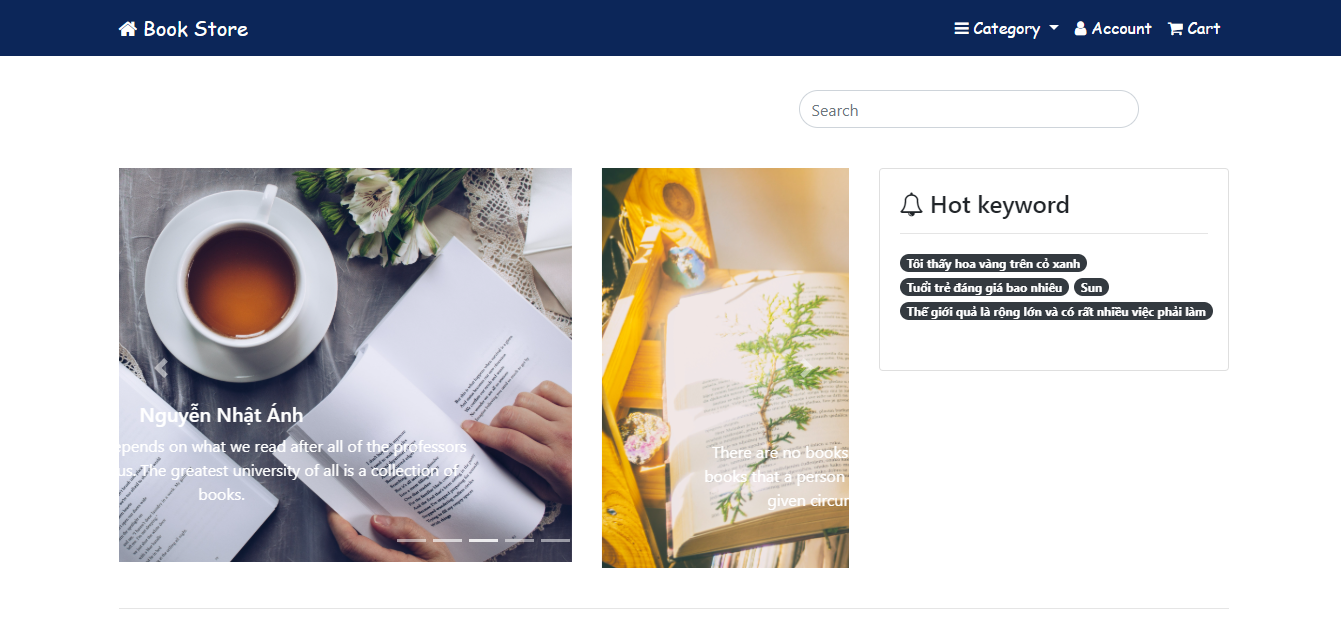 Book Store
Category
Account
Cart
Search
Nguyễn Nhật Ánh
epends on what we read after all of the professors
us. The greatest university of all is a collection of
books.
There are no books
books that a person
given circur
Hot keyword
Tôi thấy hoa vàng trên cỏ xanh
Tuổi trẻ đáng giá bao nhiêu
Sun
Thế giới quả là rộng lớn và có rất nhiều việc phải làm